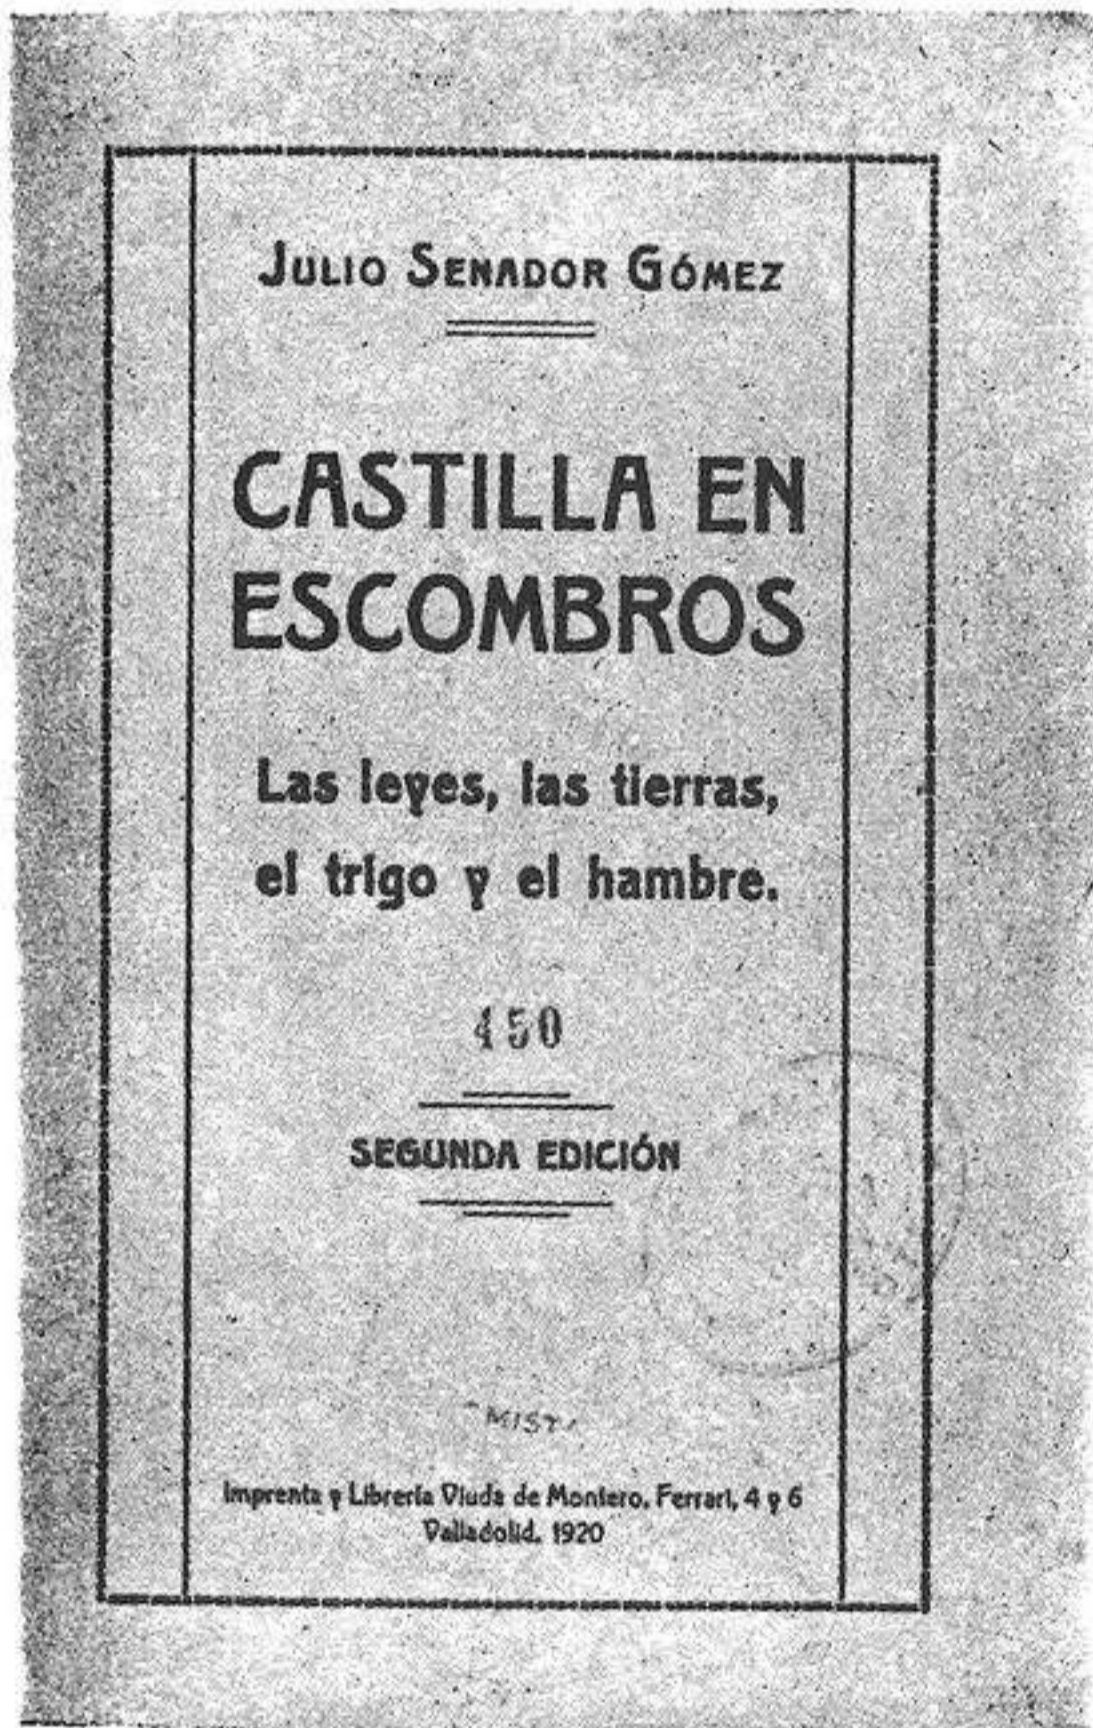 JULIO SENADOR GÓMEZ
CASTILLA EN
ESCOMBROS
Las leyes, las tierras,
el trigo y el hambre.
450
SEGUNDA EDICIÓN
Imprenta y Librería Viuda de Montero. Ferrari, 4 y 6
Valladolid. 1920